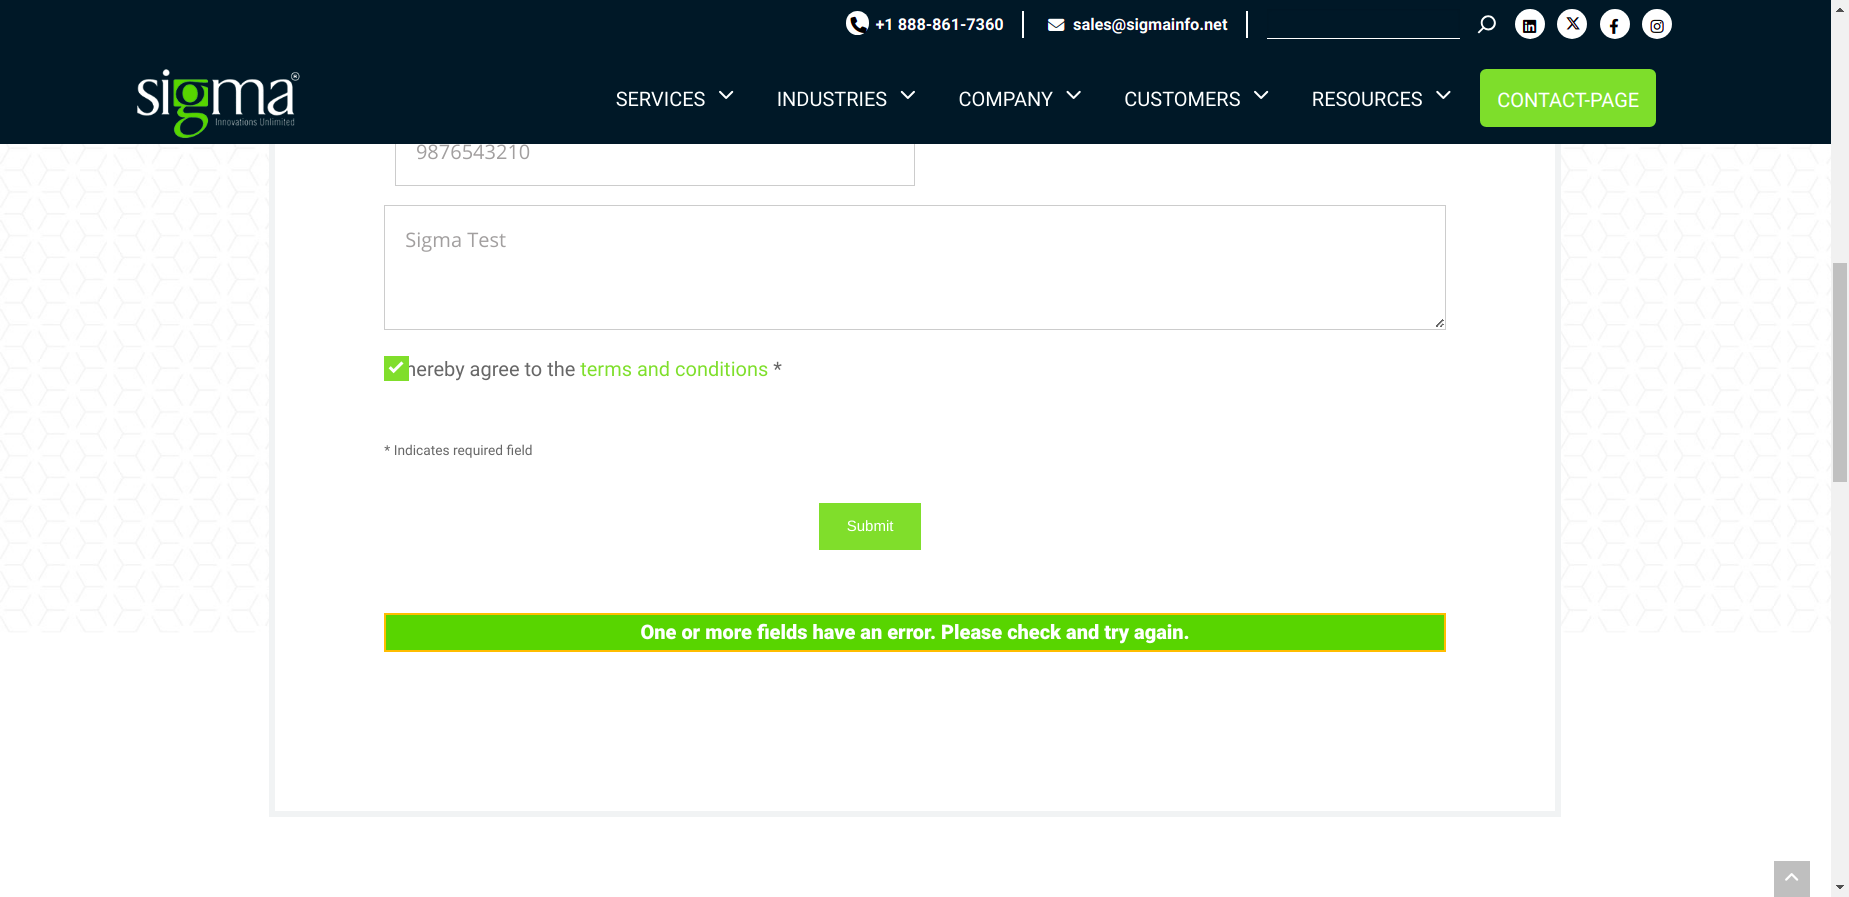 +1 888-861-7360
sales@sigmainfo.net
sigma®
Innovations Unlimited
SERVICES
INDUSTRIES
COMPANY
CUSTOMERS
RESOURCES
CONTACT-PAGE
9876543210
Sigma Test
hereby agree to the terms and conditions *
* Indicates required field
Submit
One or more fields have an error. Please check and try again.